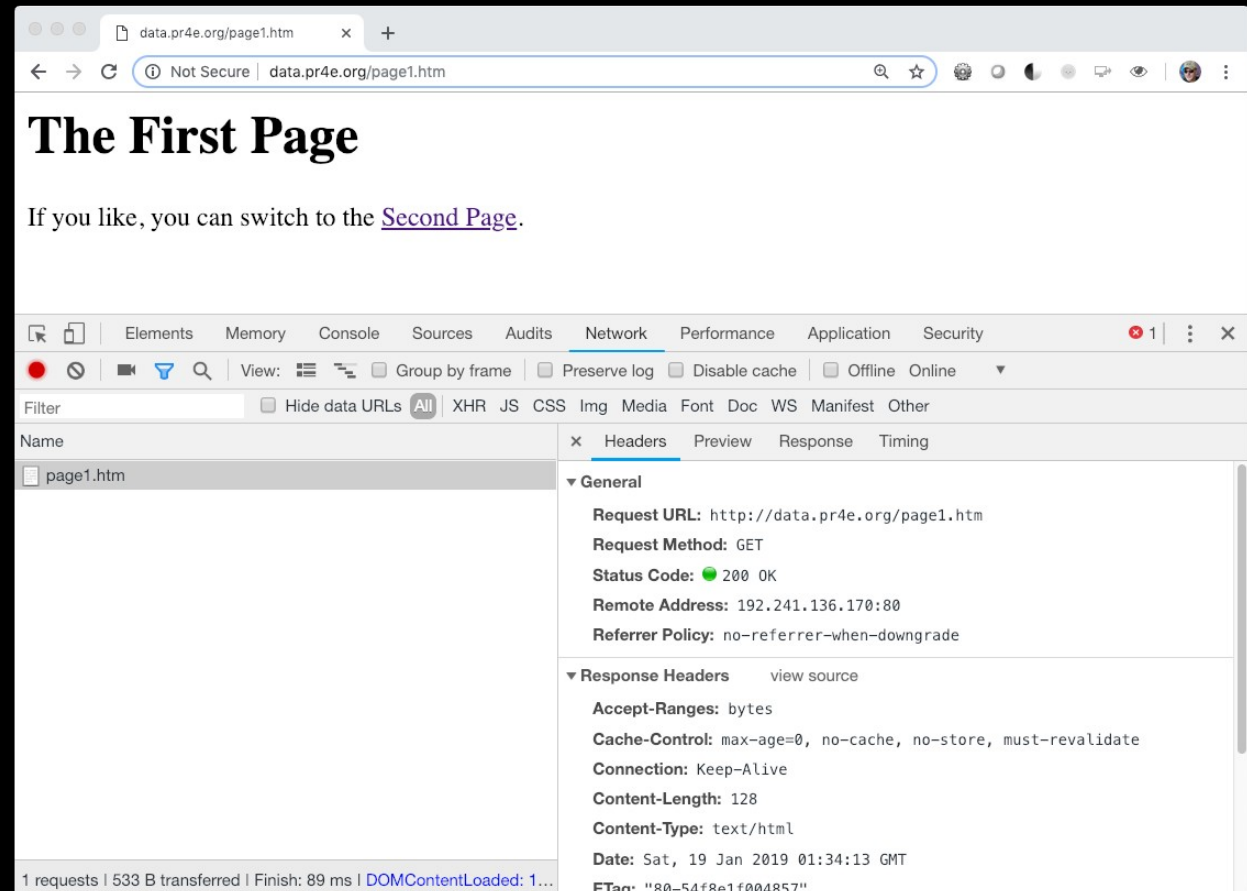 data.pr4e.org/page1.htm
Not Secure | data.pr4e.org/page1.htm
The First Page
If you like, you can switch to the Second Page.
Elements Memory Console Sources Audits Network Performance Application Security 1
View: Group by frame Preserve log Disable cache Offline Online
Filter Hide data URLs All XHR JS CSS Img Media Font Doc WS Manifest Other
Name
page1.htm
1 requests | 533 B transferred | Finish: 89 ms | DOMContentLoaded: 1...
Headers Preview Response Timing
General
Request URL: http://data.pr4e.org/page1.htm
Request Method: GET
Status Code: 200 OK
Remote Address: 192.241.136.170:80
Referrer Policy: no-referrer-when-downgrade
Response Headers view source
Accept-Ranges: bytes
Cache-Control: max-age=0, no-cache, no-store, must-revalidate
Connection: Keep-Alive
Content-Length: 128
Content-Type: text/html
Date: Sat, 19 Jan 2019 01:34:13 GMT
ETag: "80-54f8e1f004857"